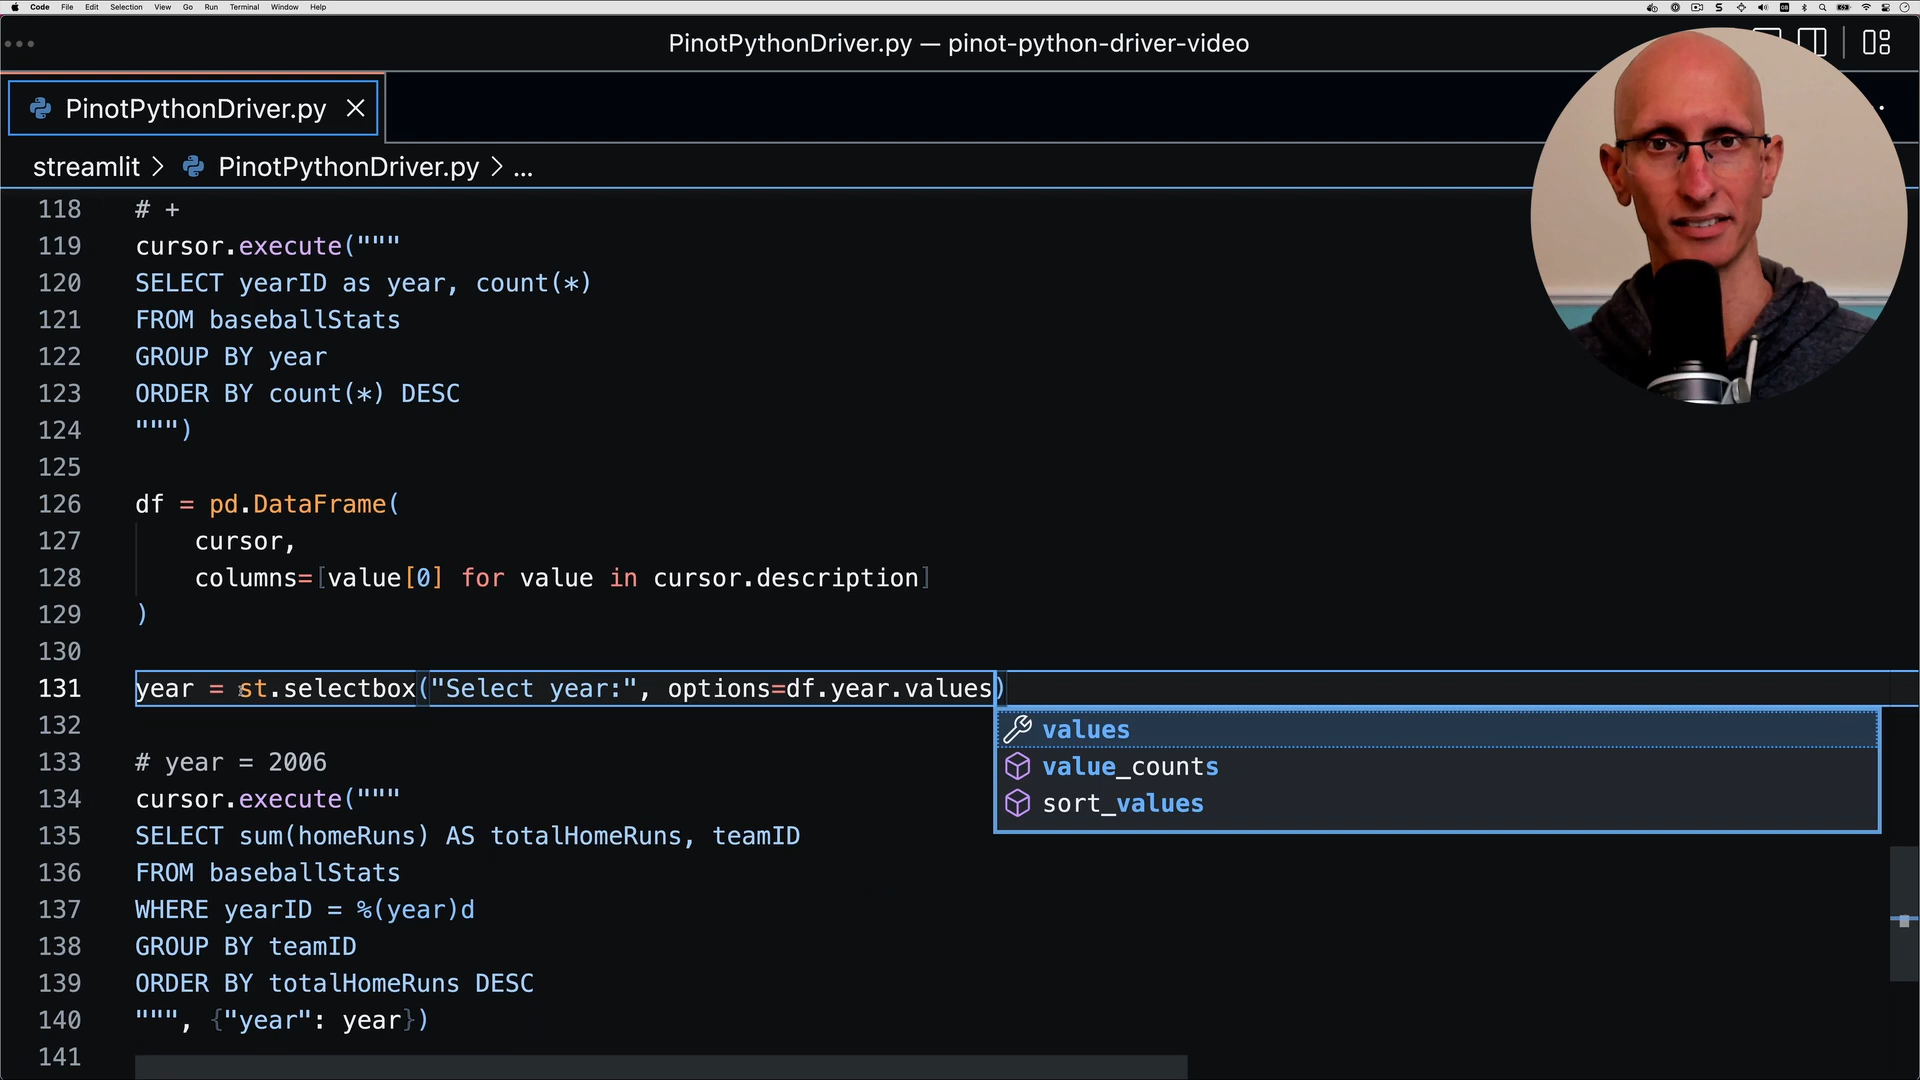 Code File Edit Selection View Go Run Terminal Window Help
PinotPythonDriver.py — pinot-python-driver-video
PinotPythonDriver.py
streamlit > PinotPythonDriver.py > ...
118 # +
119 cursor.execute("""
120 SELECT yearID as year, count(*)
121 FROM baseballStats
122 GROUP BY year
123 ORDER BY count(*) DESC
124 """)
125
126 df = pd.DataFrame(
127 cursor,
128 columns=[value[0] for value in cursor.description]
129 )
130
131 year = st.selectbox("Select year:", options=df.year.values)
values
value_counts
sort_values
132
133 # year = 2006
134 cursor.execute("""
135 SELECT sum(homeRuns) AS totalHomeRuns, teamID
136 FROM baseballStats
137 WHERE yearID = %(year)d
138 GROUP BY teamID
139 ORDER BY totalHomeRuns DESC
140 """, {"year": year})
141